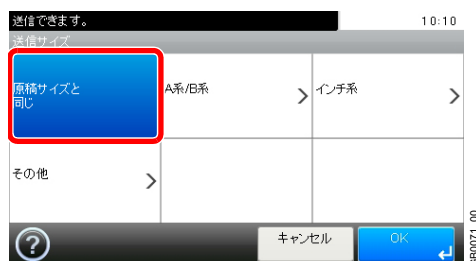 送信できます。 10:10
送信サイズ
原稿サイズと
同じ
A系/B系
インチ系
その他
キャンセル
OK